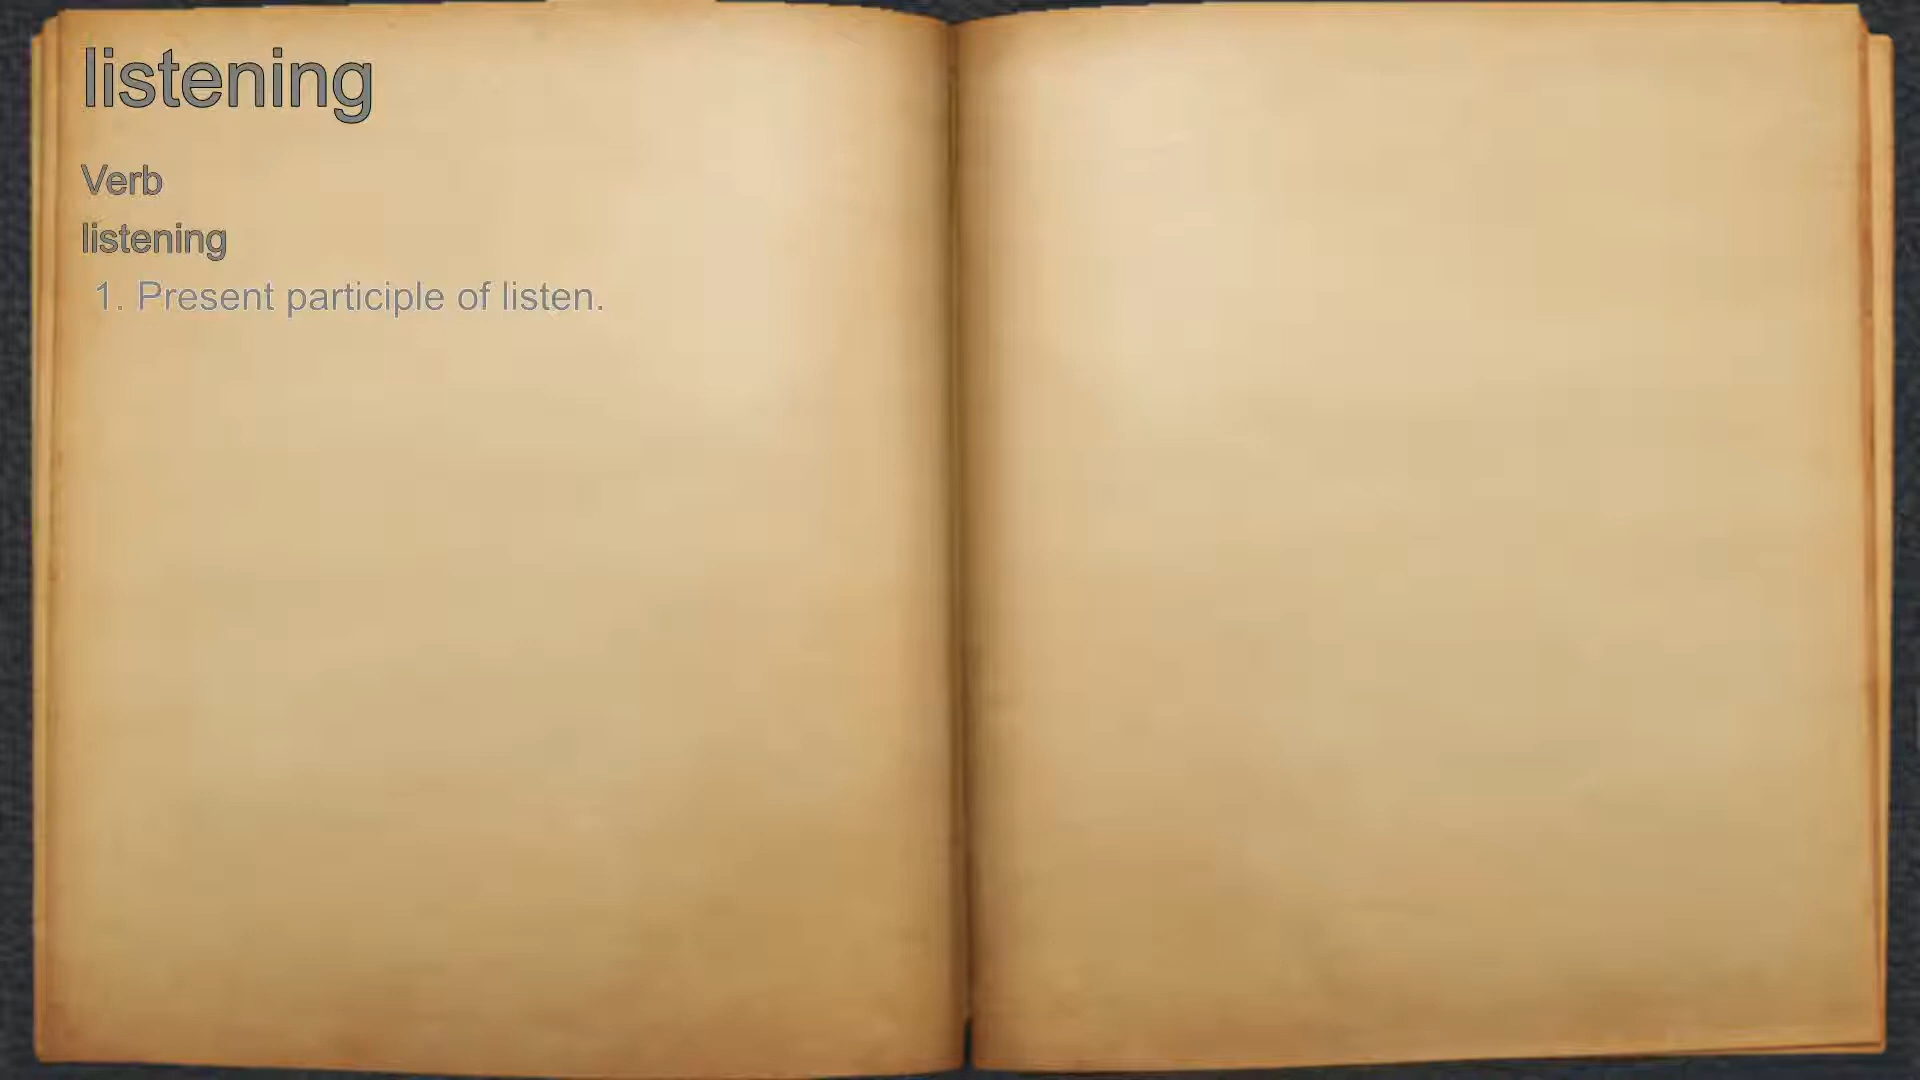 listening
Verb
listening
1. Present participle of listen.